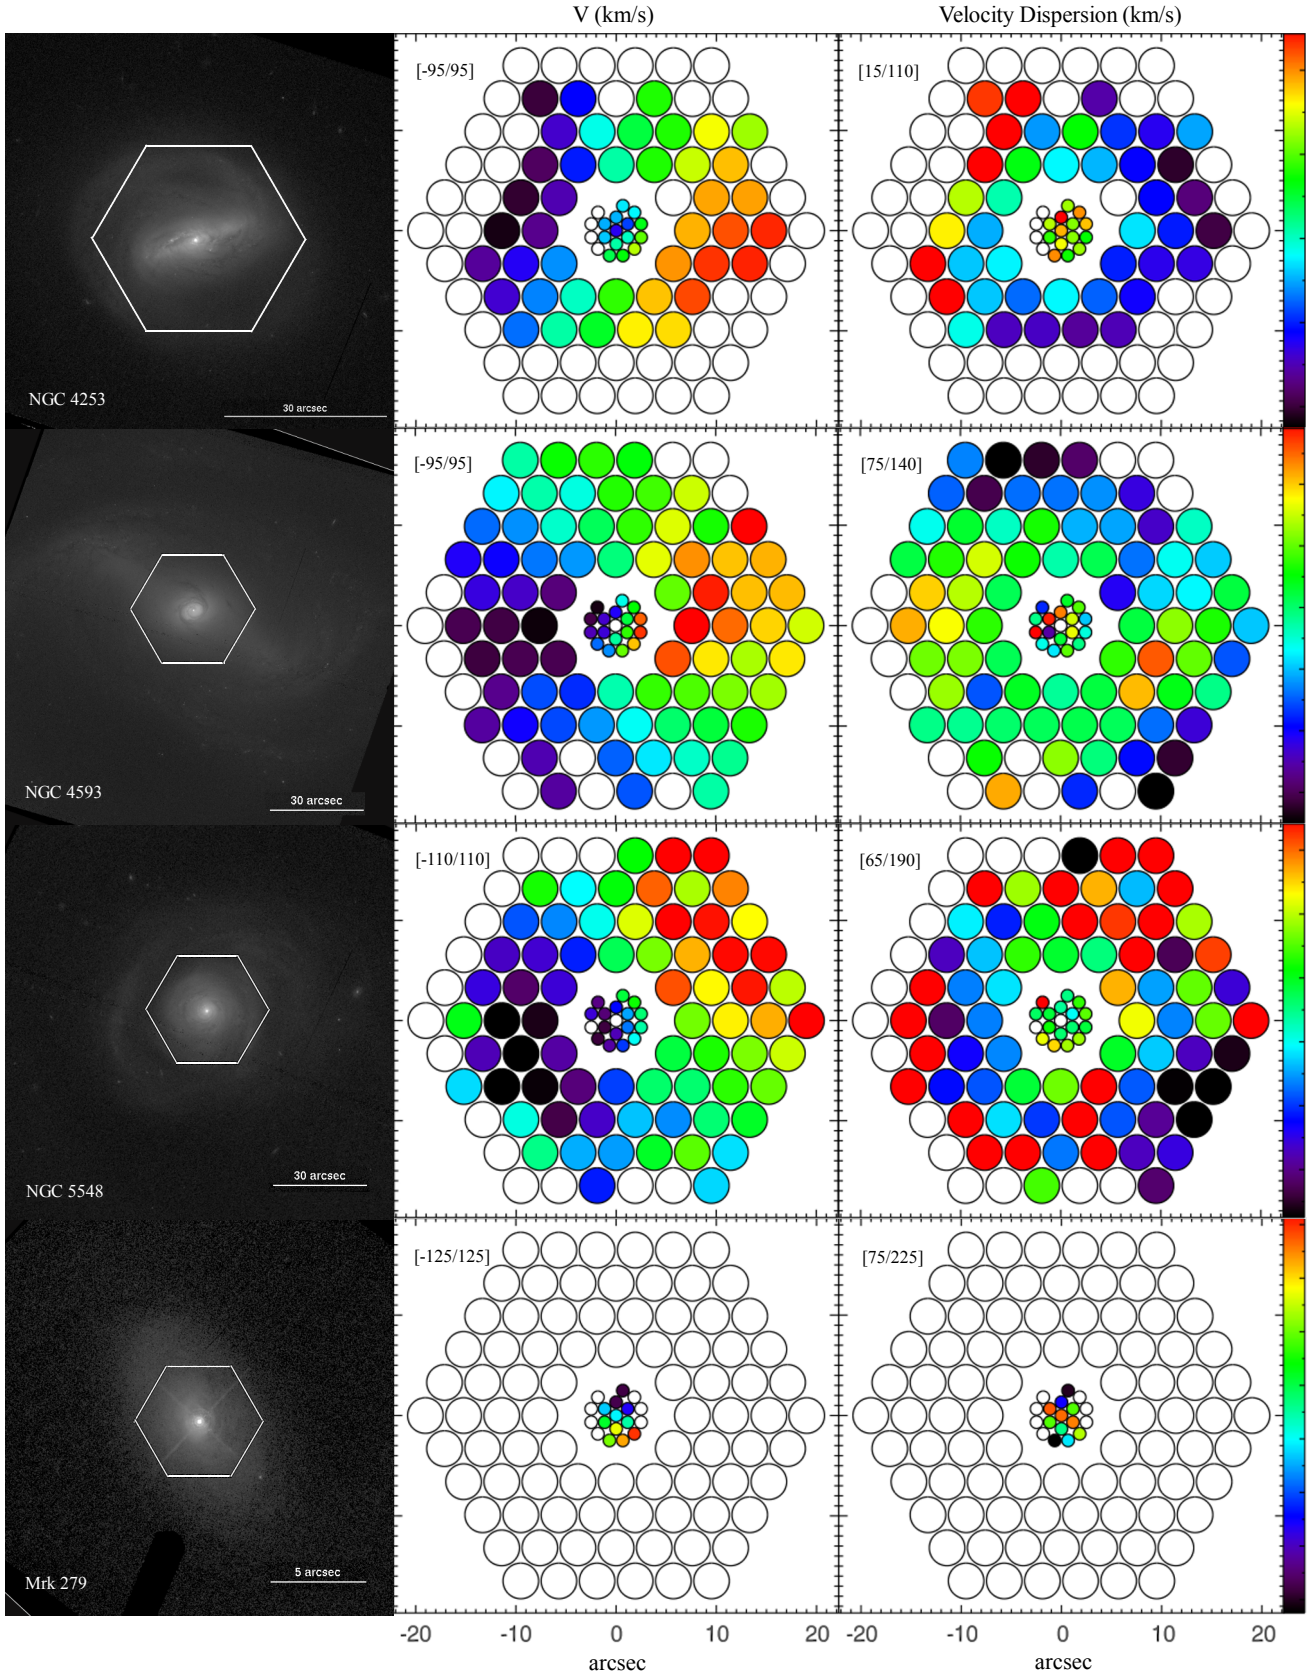 V (km/s) Velocity Dispersion (km/s)
[-95/95] [15/110]
NGC 4253
30 arcsec
[-95/95] [75/140]
NGC 4593
30 arcsec
[-110/110] [65/190]
NGC 5548
30 arcsec
[-125/125] [75/225]
Mrk 279
5 arcsec
-20 -10 0 10 20 -20 -10 0 10 20
arcsec arcsec